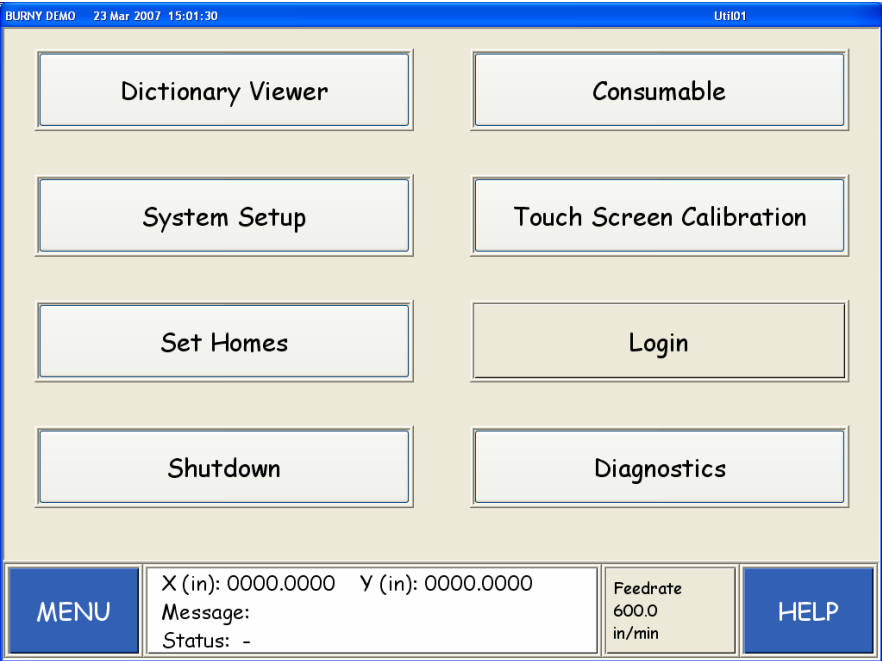 BURNY DEMO 23 Mar 2007 15:01:30 Util01
Dictionary Viewer Consumable
System Setup Touch Screen Calibration
Set Homes Login
Shutdown Diagnostics
MENU
X (in): 0000.0000 Y (in): 0000.0000
Message:
Status: -
Feedrate
600.0
in/min
HELP